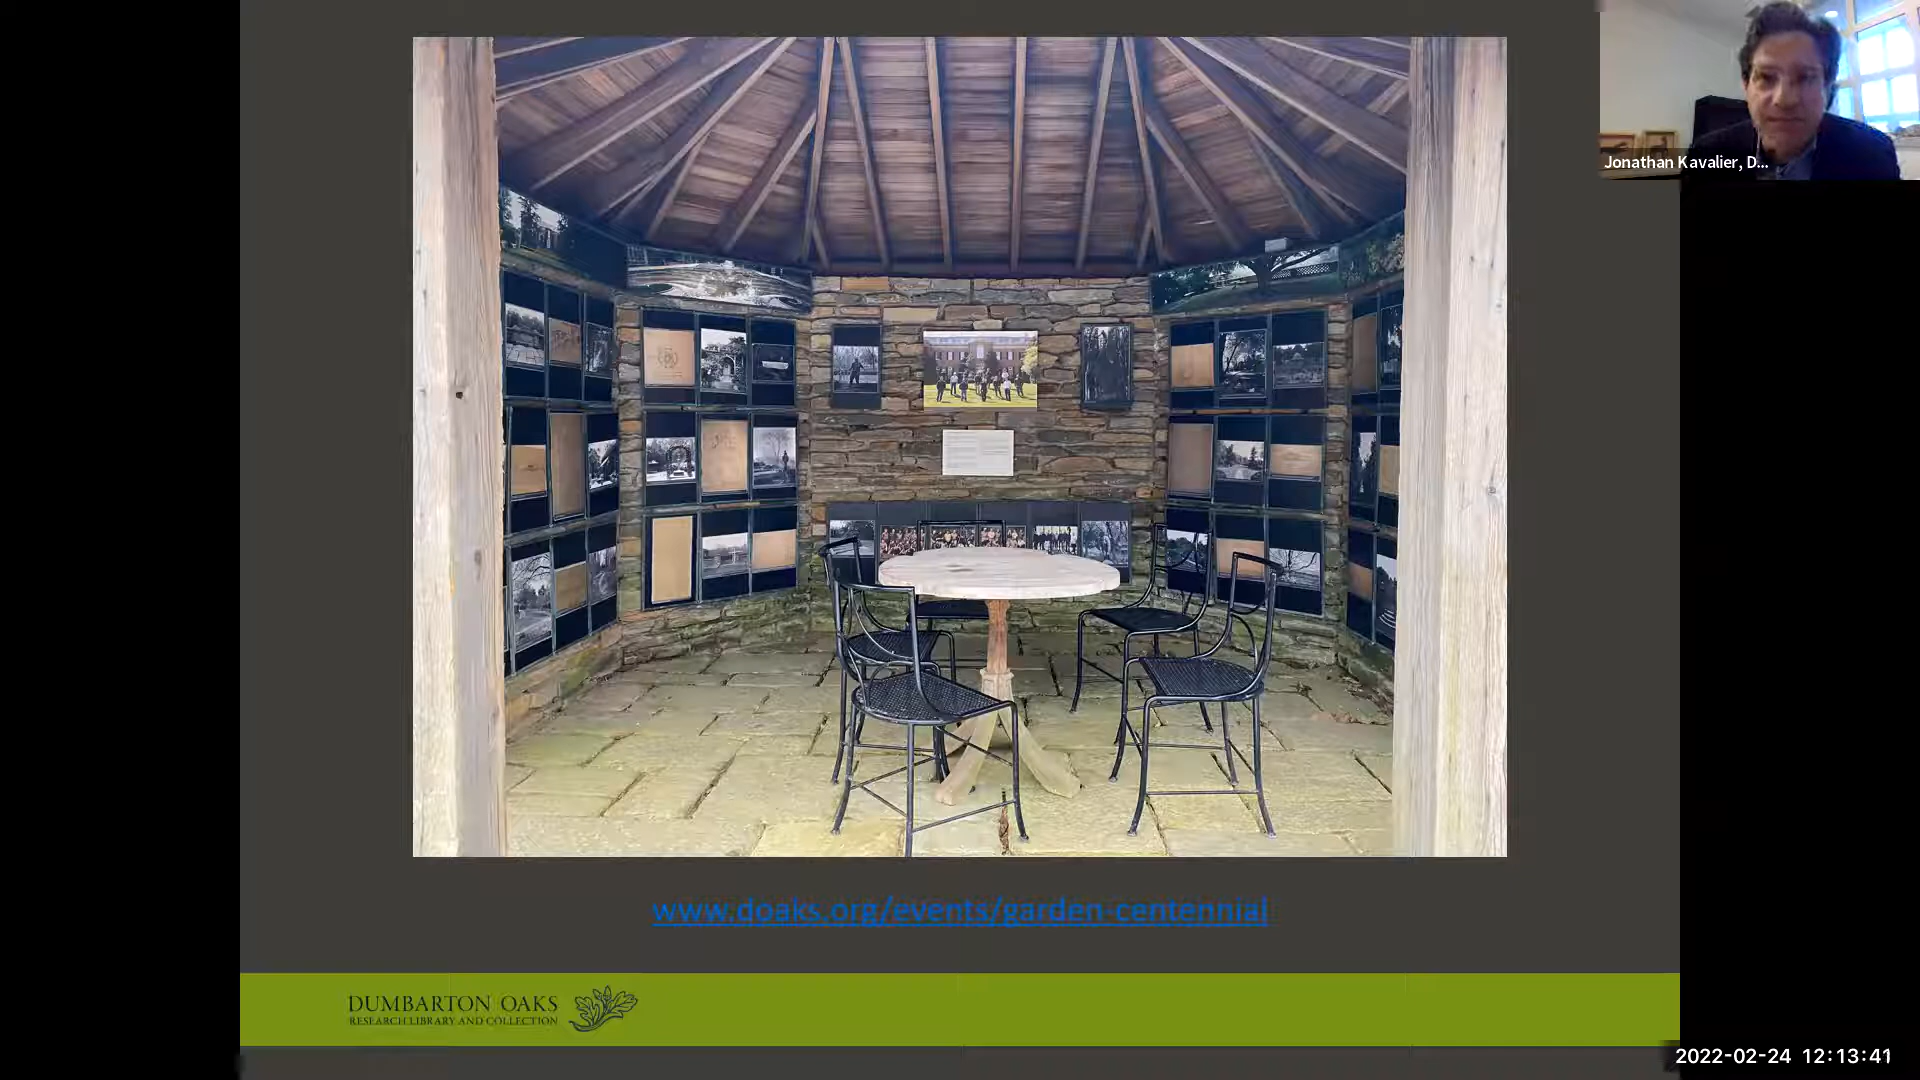 Jonathan Kavalier, D...
www.doaks.org/events/garden-centennial
DUMBARTON OAKS
RESEARCH LIBRARY AND COLLECTION
2022-02-24 12:13:41